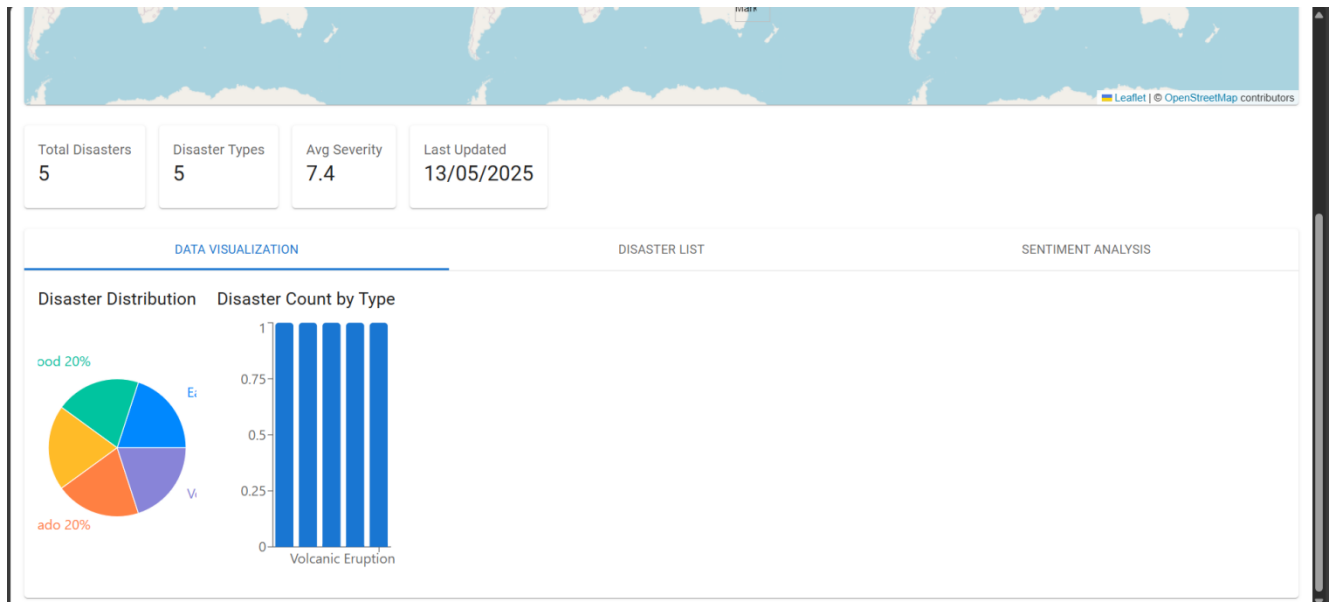 Mark
Leaflet | © OpenStreetMap contributors
Total Disasters
5
Disaster Types
5
Avg Severity
7.4
Last Updated
13/05/2025
DATA VISUALIZATION
DISASTER LIST
SENTIMENT ANALYSIS
Disaster Distribution
ood 20%
Ea
Vo
ado 20%
Disaster Count by Type
1
0.75
0.5
0.25
0
Volcanic Eruption